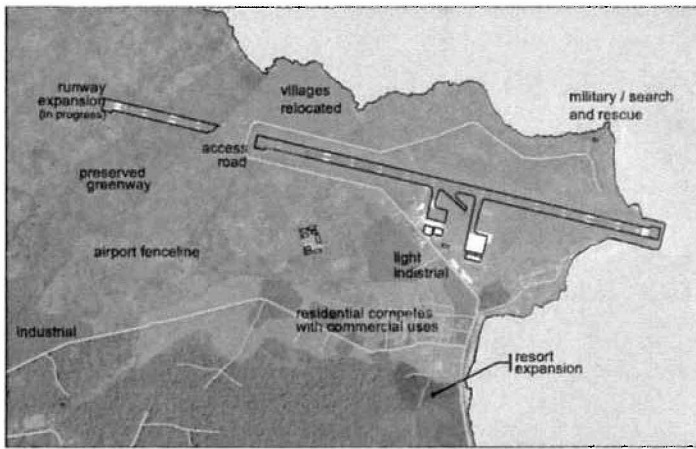 runway
expansion
(in progress)
villages
relocated
military / search
and rescue
access
road
preserved
greenway
airport fenceline
light
indistrial
residential competes
with commercial uses
industrial
resort
expansion